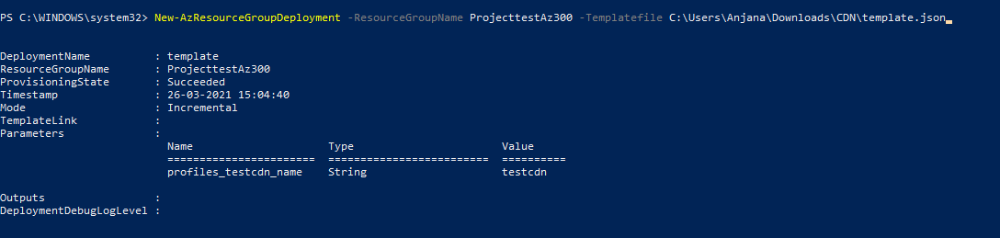 PS C:\WINDOWS\system32> New-AzResourceGroupDeployment -ResourceGroupName ProjecttestAz300 -Templatefile C:\Users\Anjana\Downloads\CDN\template.json
DeploymentName          : template
ResourceGroupName       : ProjecttestAz300
ProvisioningState       : Succeeded
Timestamp               : 26-03-2021 15:04:40
Mode                    : Incremental
TemplateLink            :
Parameters              :
                          Name                     Type                       Value
                          =======================  =========================  ==========
                          profiles_testcdn_name    String                     testcdn
Outputs                 :
DeploymentDebugLogLevel :